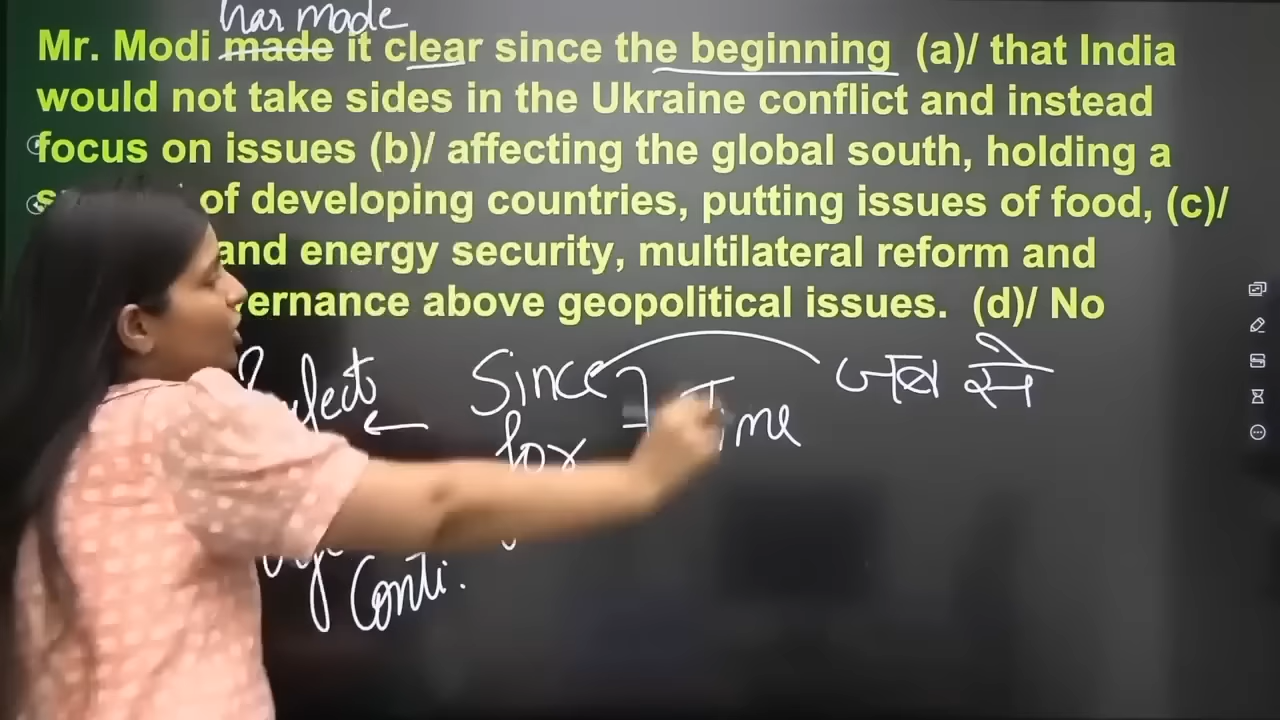 has made
Mr. Modi made it clear since the beginning (a)/ that India
would not take sides in the Ukraine conflict and instead
focus on issues (b)/ affecting the global south, holding a
of developing countries, putting issues of food, (c)/
and energy security, multilateral reform and
ernance above geopolitical issues. (d)/ No
Perfect Since Time जब से
for
Conti.